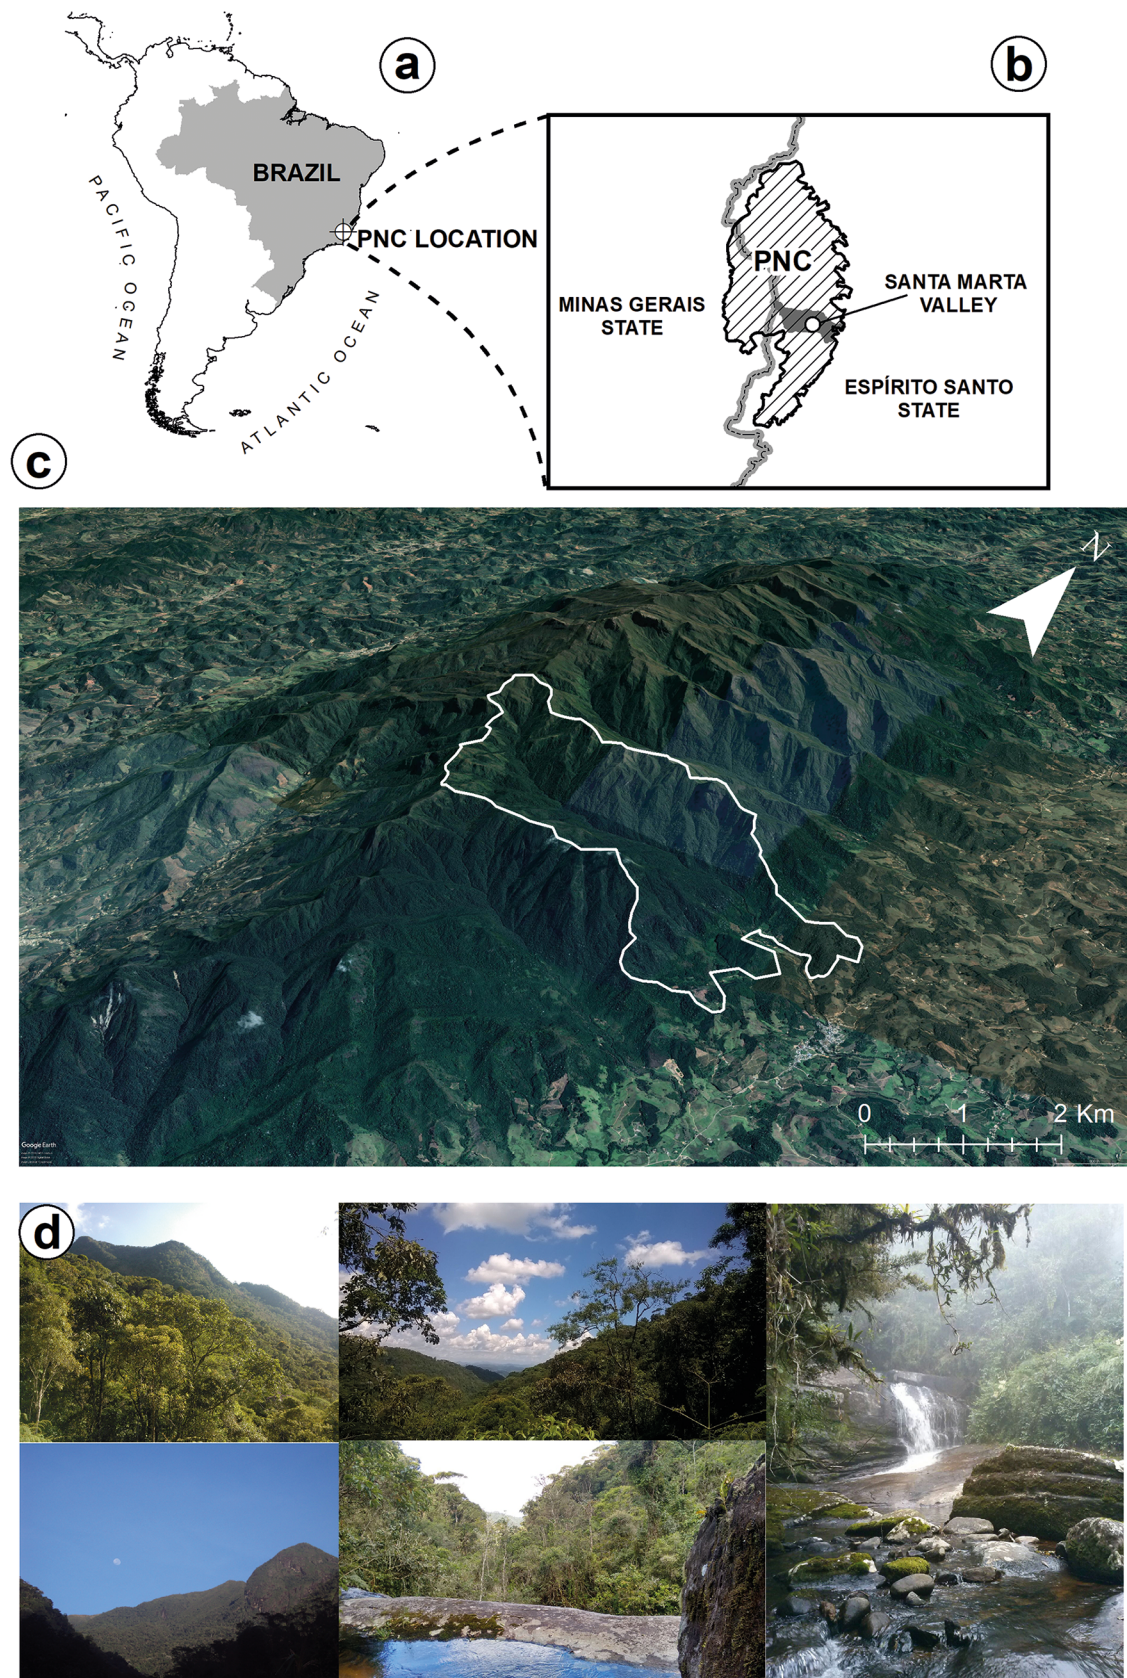 a
b
BRAZIL
PACIFIC OCEAN
PNC LOCATION
ATLANTIC OCEAN
PNC
SANTA MARTA
VALLEY
MINAS GERAIS
STATE
ESPÍRITO SANTO
STATE
c
N
0 1 2 Km
Google Earth
d